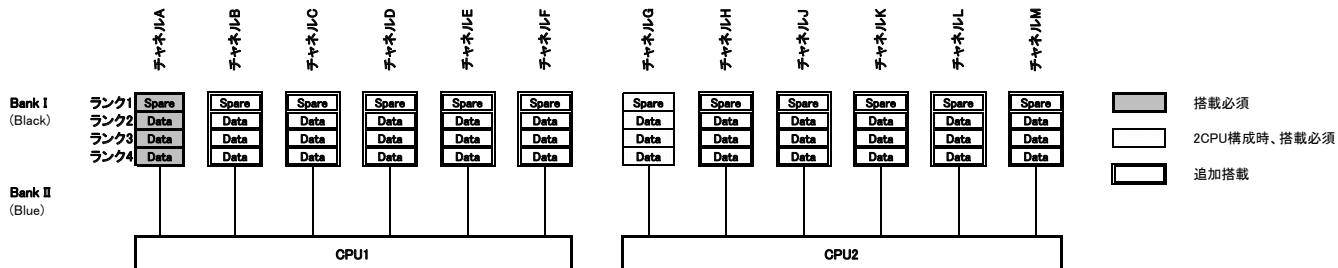 チャネルA チャネルB チャネルC チャネルD チャネルE チャネルF チャネルG チャネルH チャネルJ チャネルK チャネルL チャネルM
Bank I ランク1 Spare Spare Spare Spare Spare Spare Spare Spare Spare Spare Spare Spare 搭載必須
(Black) ランク2 Data Data Data Data Data Data Data Data Data Data Data Data
ランク3 Data Data Data Data Data Data Data Data Data Data Data Data 2CPU構成時、搭載必須
ランク4 Data Data Data Data Data Data Data Data Data Data Data Data
追加搭載
Bank II
(Blue)
CPU1 CPU2